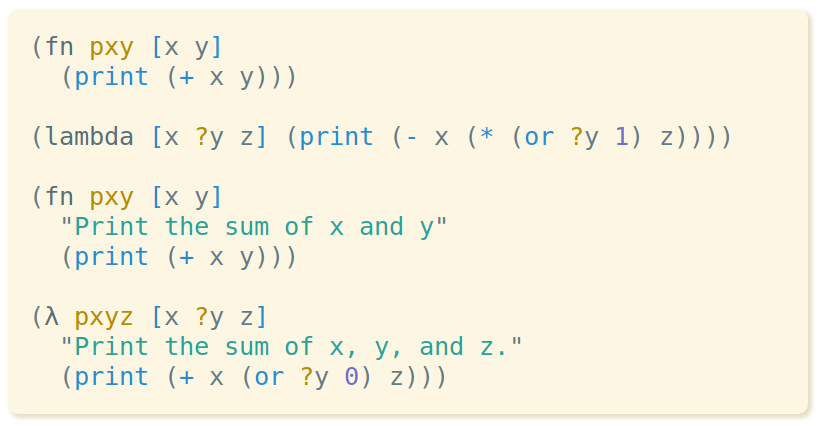 (fn pxy [x y]
  (print (+ x y)))

(lambda [x ?y z] (print (- x (* (or ?y 1) z))))

(fn pxy [x y]
  "Print the sum of x and y"
  (print (+ x y)))

(λ pxyz [x ?y z]
  "Print the sum of x, y, and z."
  (print (+ x (or ?y 0) z)))